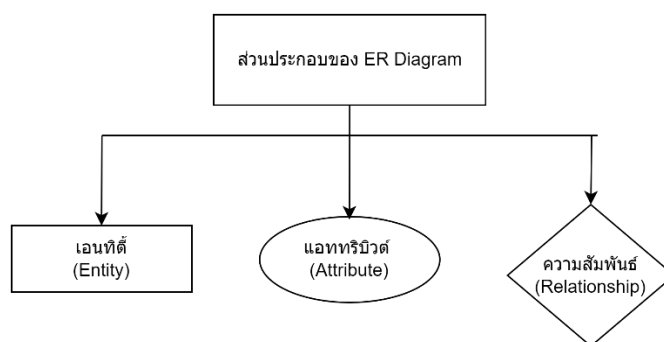 ส่วนประกอบของ ER Diagram
เอนทิตี้
(Entity)
แอททริบิวต์
(Attribute)
ความสัมพันธ์
(Relationship)